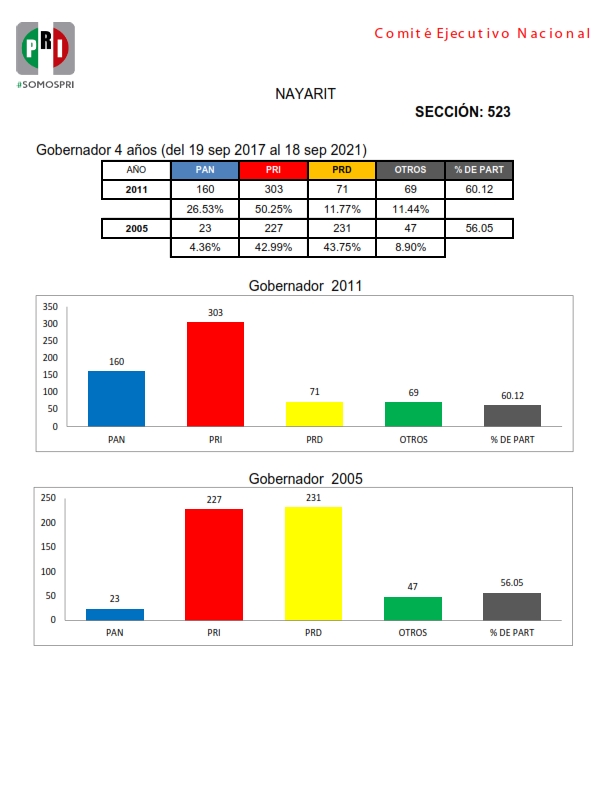 Comité Ejecutivo Nacional
PRI
#SOMOSPRI
NAYARIT
SECCIÓN: 523
Gobernador 4 años (del 19 sep 2017 al 18 sep 2021)
AÑO PAN PRI PRD OTROS % DE PART
2011 160 303 71 69 60.12
26.53% 50.25% 11.77% 11.44%
2005 23 227 231 47 56.05
4.36% 42.99% 43.75% 8.90%
Gobernador 2011
350
300
250
200
150
100
50
0
160
303
71
69
60.12
PAN PRI PRD OTROS % DE PART
Gobernador 2005
250
200
150
100
50
0
23
227
231
47
56.05
PAN PRI PRD OTROS % DE PART